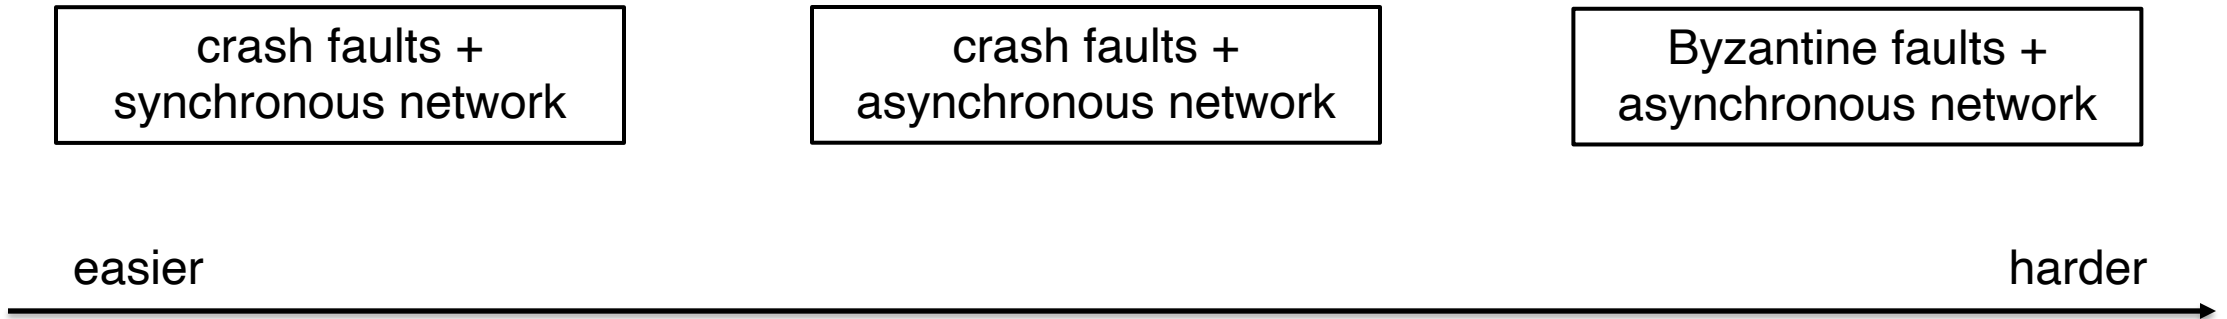 crash faults +
synchronous network
crash faults +
asynchronous network
Byzantine faults +
asynchronous network
easier
harder